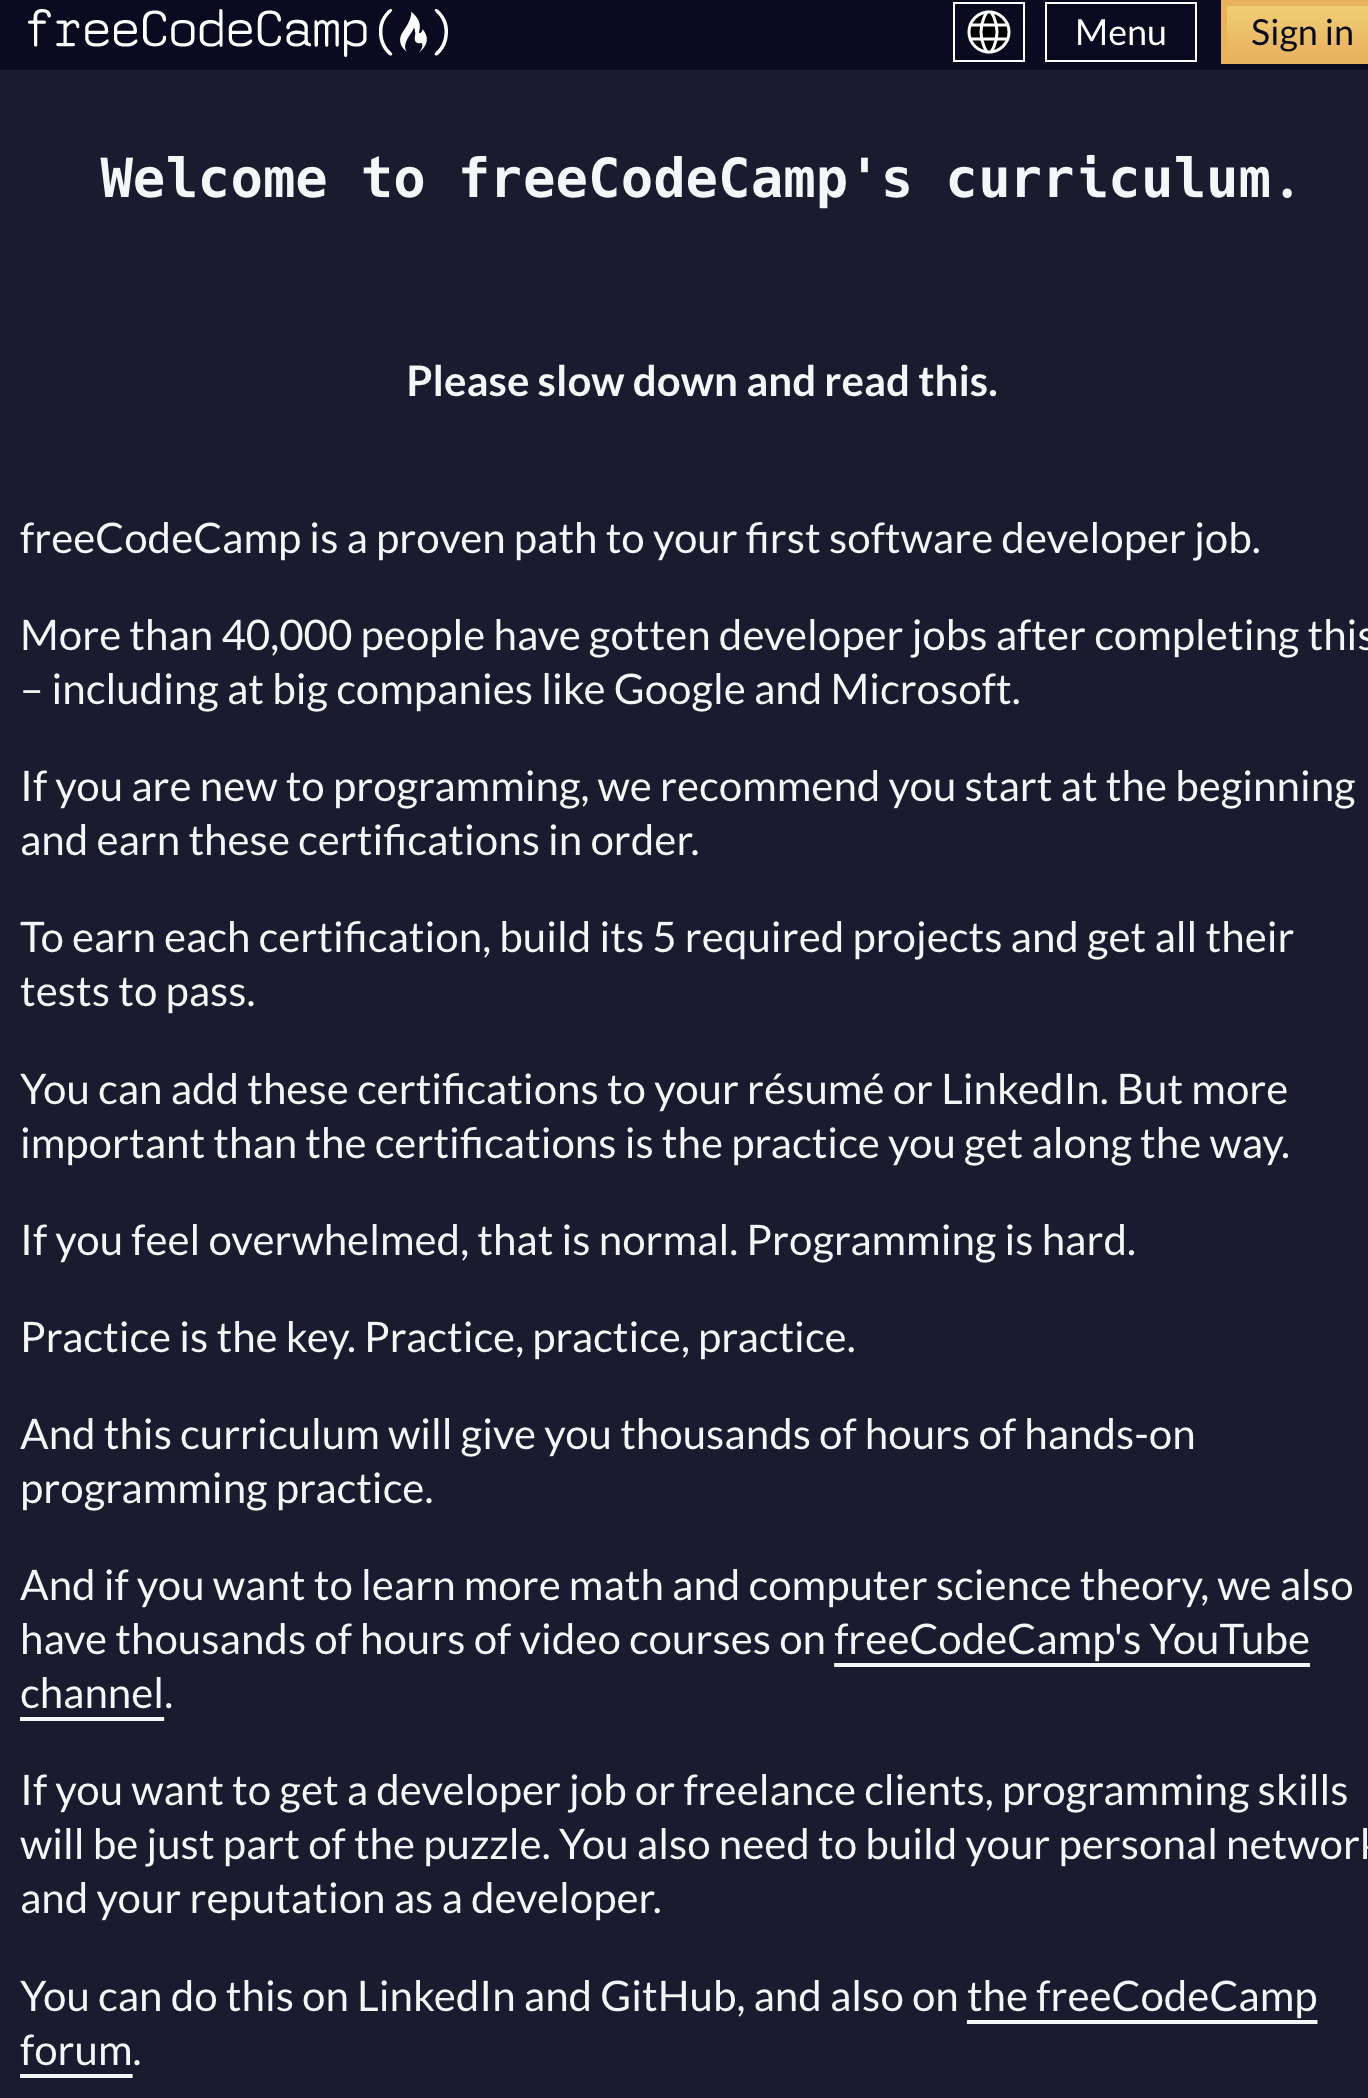 freeCodeCamp
Menu
Sign in
Welcome to freeCodeCamp's curriculum.
Please slow down and read this.
freeCodeCamp is a proven path to your first software developer job.
More than 40,000 people have gotten developer jobs after completing this
– including at big companies like Google and Microsoft.
If you are new to programming, we recommend you start at the beginning
and earn these certifications in order.
To earn each certification, build its 5 required projects and get all their
tests to pass.
You can add these certifications to your résumé or LinkedIn. But more
important than the certifications is the practice you get along the way.
If you feel overwhelmed, that is normal. Programming is hard.
Practice is the key. Practice, practice, practice.
And this curriculum will give you thousands of hours of hands-on
programming practice.
And if you want to learn more math and computer science theory, we also
have thousands of hours of video courses on freeCodeCamp's YouTube
channel.
If you want to get a developer job or freelance clients, programming skills
will be just part of the puzzle. You also need to build your personal network
and your reputation as a developer.
You can do this on LinkedIn and GitHub, and also on the freeCodeCamp
forum.